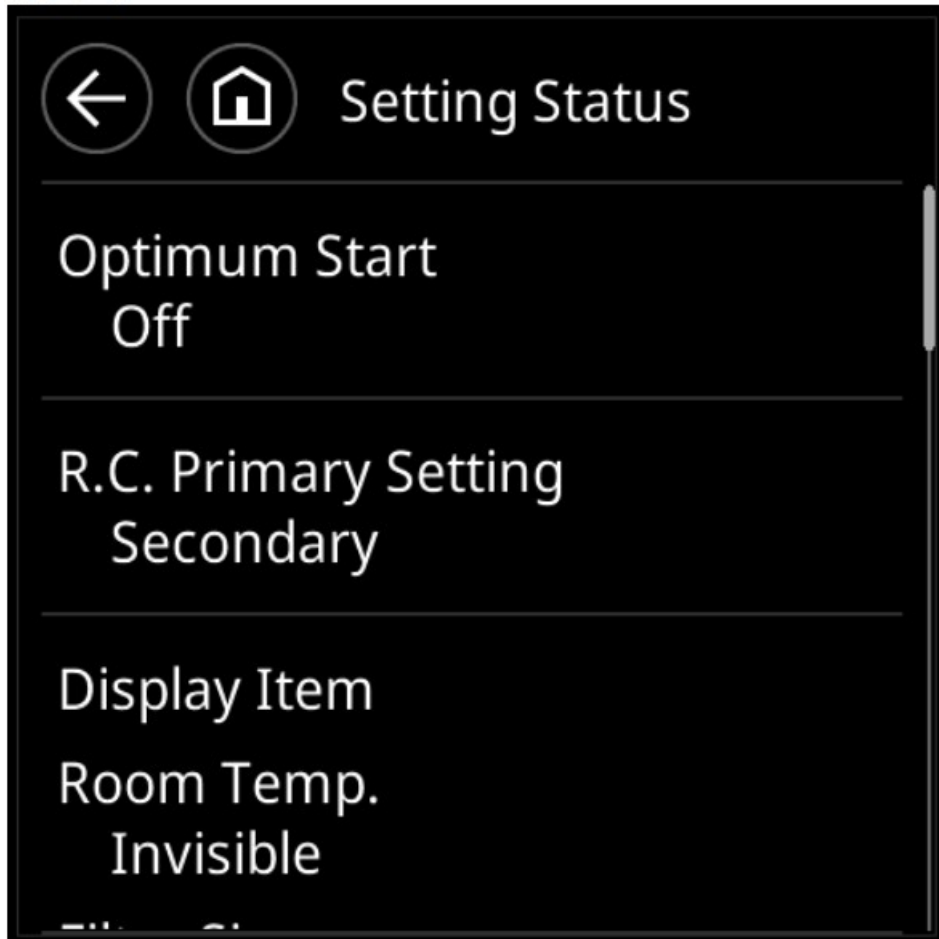 Setting Status
Optimum Start
Off
R.C. Primary Setting
Secondary
Display Item
Room Temp.
Invisible